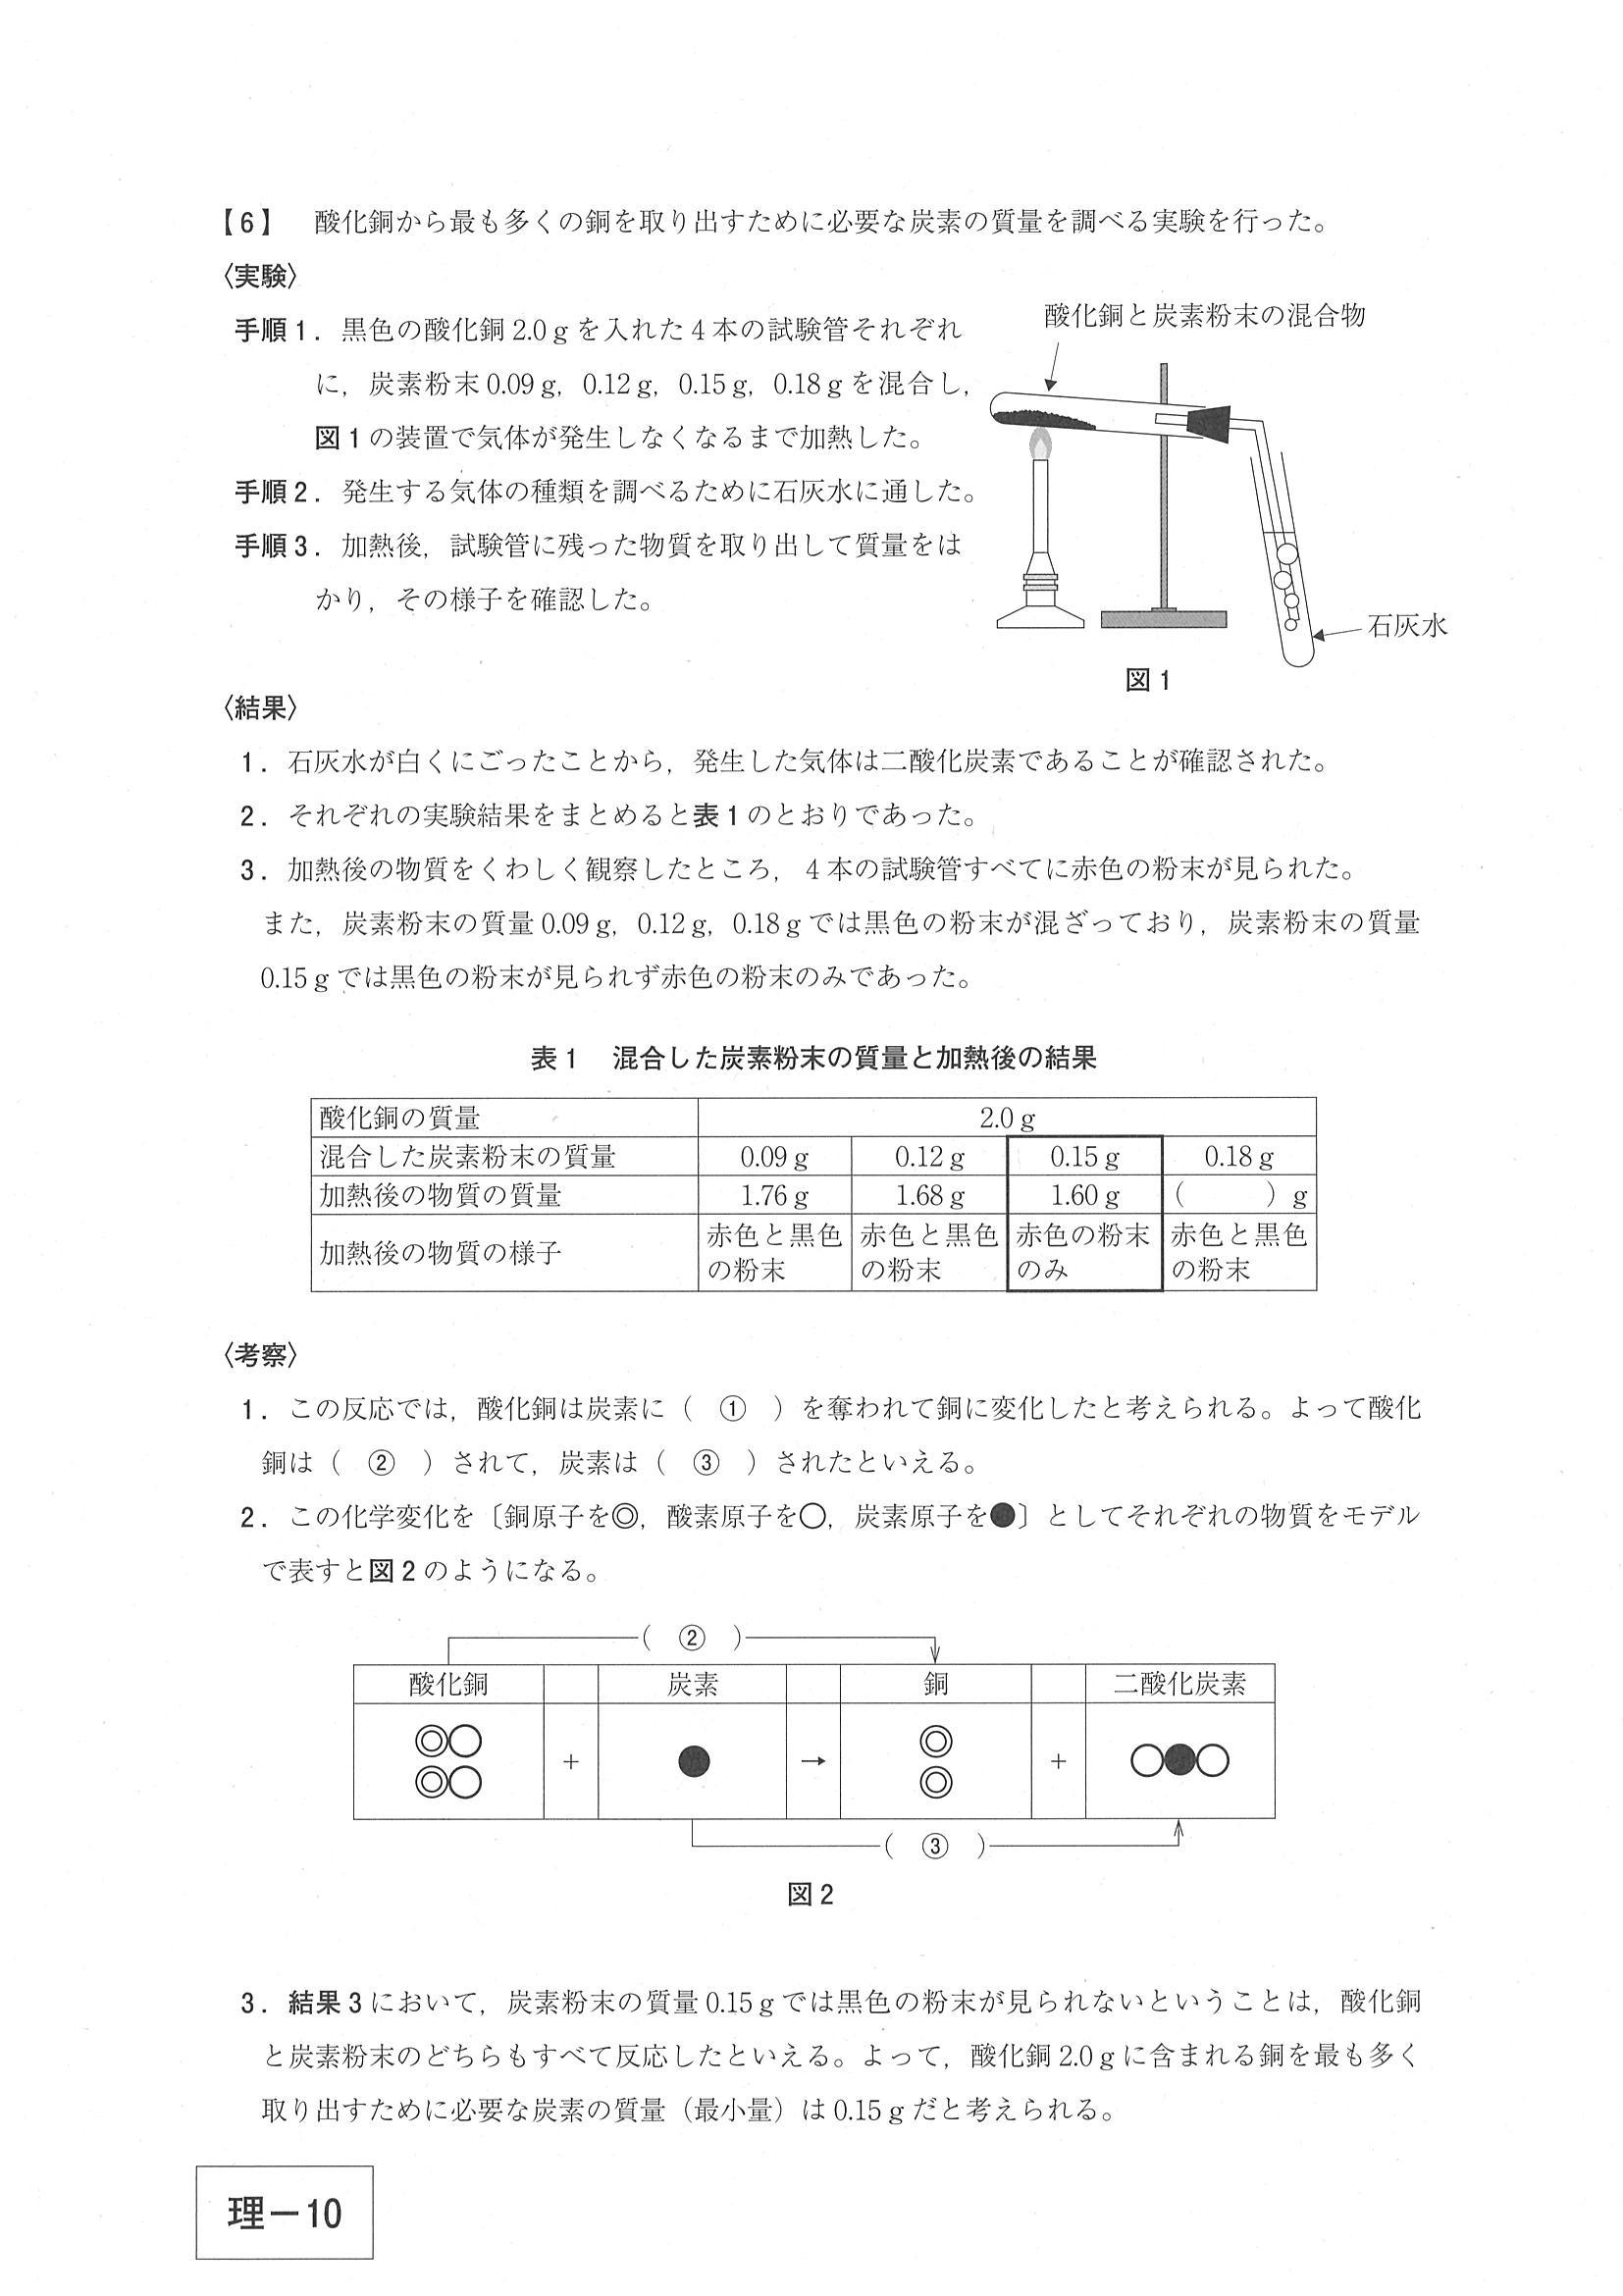 【6】 酸化銅から最も多くの銅を取り出すために必要な炭素の質量を調べる実験を行った。
〈実験〉
手順1．黒色の酸化銅 2.0 g を入れた 4 本の試験管それぞれ
に，炭素粉末 0.09 g，0.12 g，0.15 g，0.18 g を混合し，
図1の装置で気体が発生しなくなるまで加熱した。
手順2．発生する気体の種類を調べるために石灰水に通した。
手順3．加熱後，試験管に残った物質を取り出して質量をは
かり，その様子を確認した。
酸化銅と炭素粉末の混合物
石灰水
図1
〈結果〉
1．石灰水が白くにごったことから，発生した気体は二酸化炭素であることが確認された。
2．それぞれの実験結果をまとめると表1のとおりであった。
3．加熱後の物質をくわしく観察したところ，4 本の試験管すべてに赤色の粉末が見られた。
また，炭素粉末の質量 0.09 g，0.12 g，0.18 g では黒色の粉末が混ざっており，炭素粉末の質量
0.15 g では黒色の粉末が見られず赤色の粉末のみであった。
表1 混合した炭素粉末の質量と加熱後の結果
酸化銅の質量 2.0 g
混合した炭素粉末の質量 0.09 g 0.12 g 0.15 g 0.18 g
加熱後の物質の質量 1.76 g 1.68 g 1.60 g （ ）g
加熱後の物質の様子 赤色と黒色の粉末 赤色と黒色の粉末 赤色の粉末のみ 赤色と黒色の粉末
〈考察〉
1．この反応では，酸化銅は炭素に（ ① ）を奪われて銅に変化したと考えられる。よって酸化
銅は（ ② ）されて，炭素は（ ③ ）されたといえる。
2．この化学変化を〔銅原子を◎，酸素原子を○，炭素原子を●〕としてそれぞれの物質をモデル
で表すと図2のようになる。
（ ② ）
酸化銅 炭素 銅 二酸化炭素
◎○ ◎
＋ ● → ＋ ○●○
◎○ ◎
（ ③ ）
図2
3．結果3において，炭素粉末の質量 0.15 g では黒色の粉末が見られないということは，酸化銅
と炭素粉末のどちらもすべて反応したといえる。よって，酸化銅 2.0 g に含まれる銅を最も多く
取り出すために必要な炭素の質量（最小量）は 0.15 g だと考えられる。
理－10